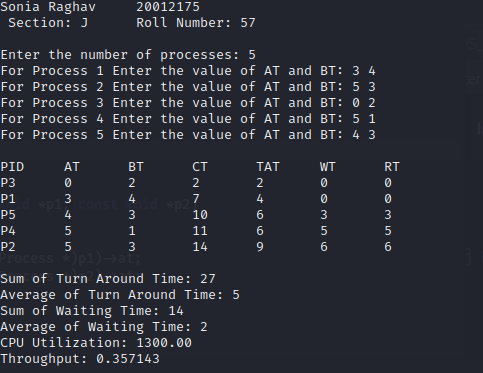 Sonia Raghav     20012175
Section: J       Roll Number: 57
Enter the number of processes: 5
For Process 1 Enter the value of AT and BT: 3 4
For Process 2 Enter the value of AT and BT: 5 3
For Process 3 Enter the value of AT and BT: 0 2
For Process 4 Enter the value of AT and BT: 5 1
For Process 5 Enter the value of AT and BT: 4 3
PID     AT      BT      CT      TAT     WT      RT
P3      0       2       2       2       0       0
P1      3       4       7       4       0       0
P5      4       3       10      6       3       3
P4      5       1       11      6       5       5
P2      5       3       14      9       6       6
Sum of Turn Around Time: 27
Average of Turn Around Time: 5
Sum of Waiting Time: 14
Average of Waiting Time: 2
CPU Utilization: 1300.00
Throughput: 0.357143